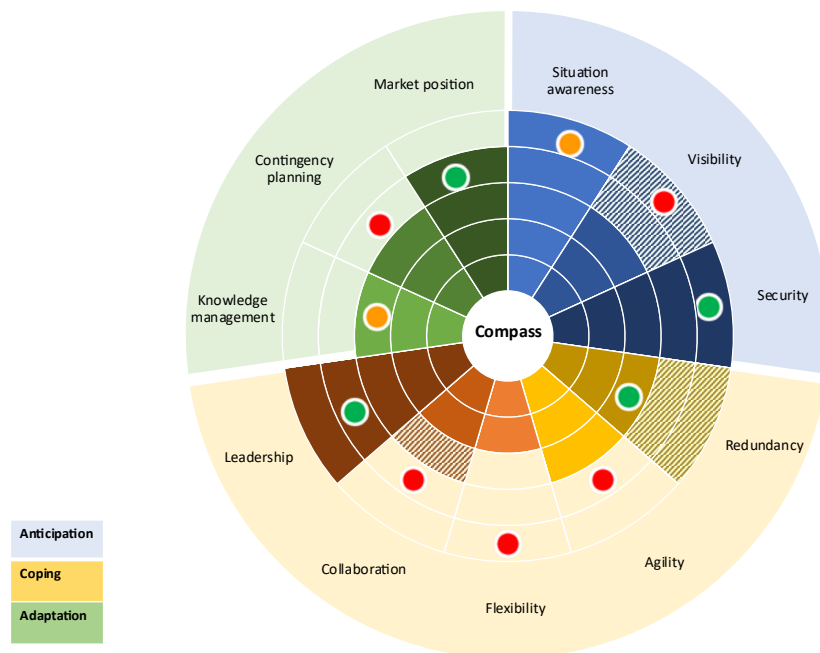 Market position
Situation
awareness
Contingency
planning
Visibility
Knowledge
management
Security
Compass
Leadership
Redundancy
Collaboration
Agility
Flexibility
Anticipation
Coping
Adaptation